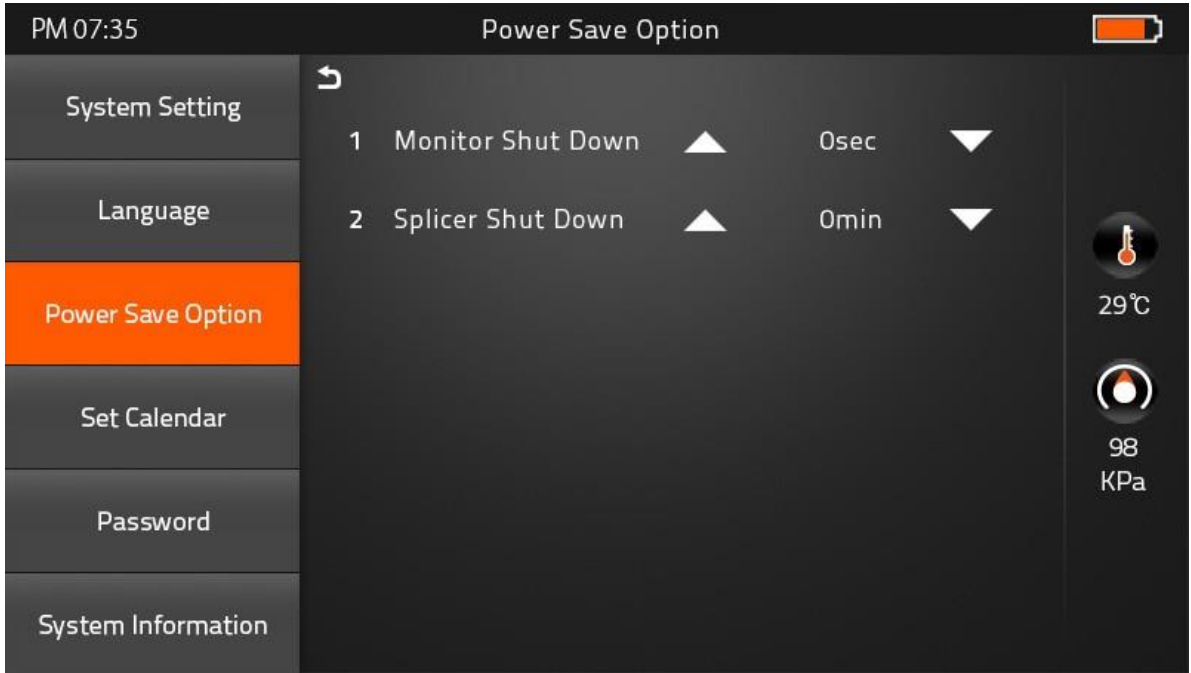 PM 07:35
Power Save Option
System Setting
Language
Power Save Option
Set Calendar
Password
System Information
1 Monitor Shut Down 0sec
2 Splicer Shut Down 0min
29℃
98
KPa